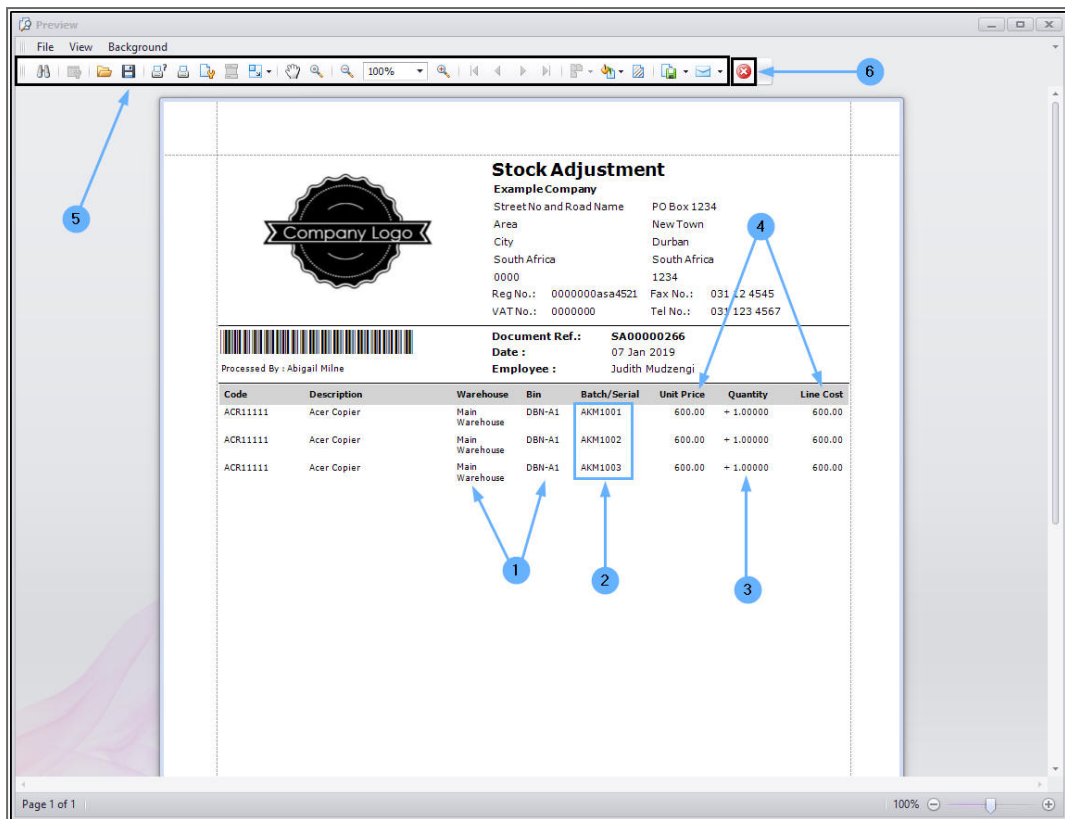 Preview
File View Background
100%
6
5
Company Logo
Stock Adjustment
Example Company
Street No and Road Name PO Box 1234
Area New Town
4
City Durban
South Africa South Africa
0000 1234
Reg No.: 0000000asa4521 Fax No.: 031 12 4545
VAT No.: 0000000 Tel No.: 031 123 4567
Document Ref.: SA00000266
Date : 07 Jan 2019
Processed By : Abigail Milne Employee : Judith Mudzengi
Code Description Warehouse Bin Batch/Serial Unit Price Quantity Line Cost
ACR11111 Acer Copier Main Warehouse DBN-A1 AKM1001 600.00 + 1.00000 600.00
ACR11111 Acer Copier Main Warehouse DBN-A1 AKM1002 600.00 + 1.00000 600.00
ACR11111 Acer Copier Main Warehouse DBN-A1 AKM1003 600.00 + 1.00000 600.00
1
2
3
Page 1 of 1 100%